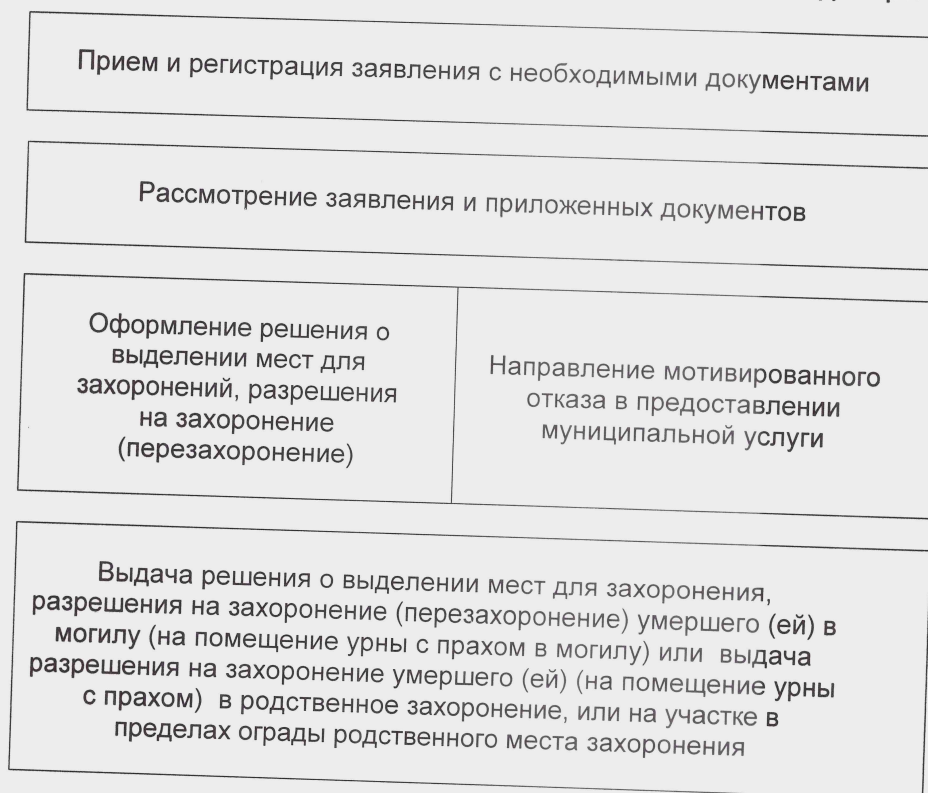 Прием и регистрация заявления с необходимыми документами
Рассмотрение заявления и приложенных документов
Оформление решения о
выделении мест для
захоронений, разрешения
на захоронение
(перезахоронение)
Направление мотивированного
отказа в предоставлении
муниципальной услуги
Выдача решения о выделении мест для захоронения,
разрешения на захоронение (перезахоронение) умершего (ей) в
могилу (на помещение урны с прахом в могилу) или выдача
разрешения на захоронение умершего (ей) (на помещение урны
с прахом) в родственное захоронение, или на участке в
пределах ограды родственного места захоронения